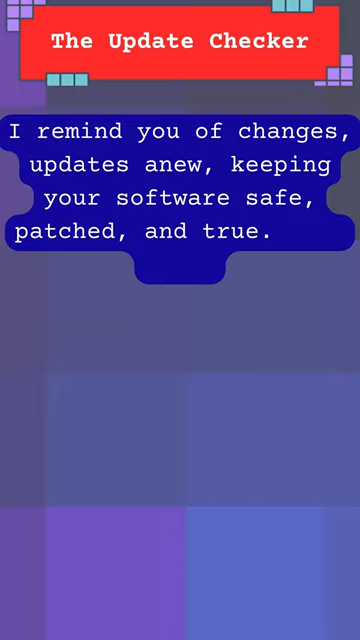 The Update Checker
I remind you of changes,
updates anew, keeping
your software safe,
patched, and true.